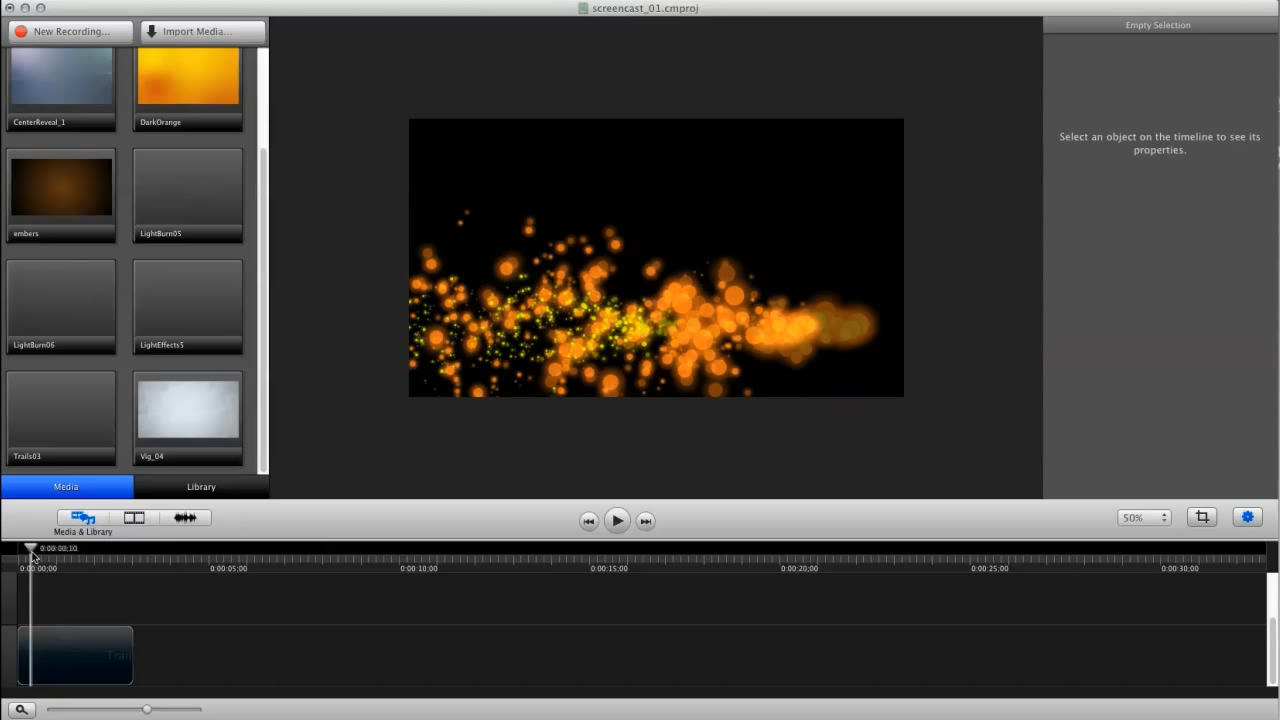 screencast_01.cmproj
New Recording...
Import Media...
Empty Selection
CenterReveal_1
DarkOrange
Select an object on the timeline to see its
properties.
embers
LightBurn05
LightBurn06
LightEffects5
Trails03
Vig_04
Media
Library
50%
Media & Library
0:00:00;10
0:00:00;00
0:00:05;00
0:00:10;00
0:00:15;00
0:00:20;00
0:00:25;00
0:00:30;00
Trail